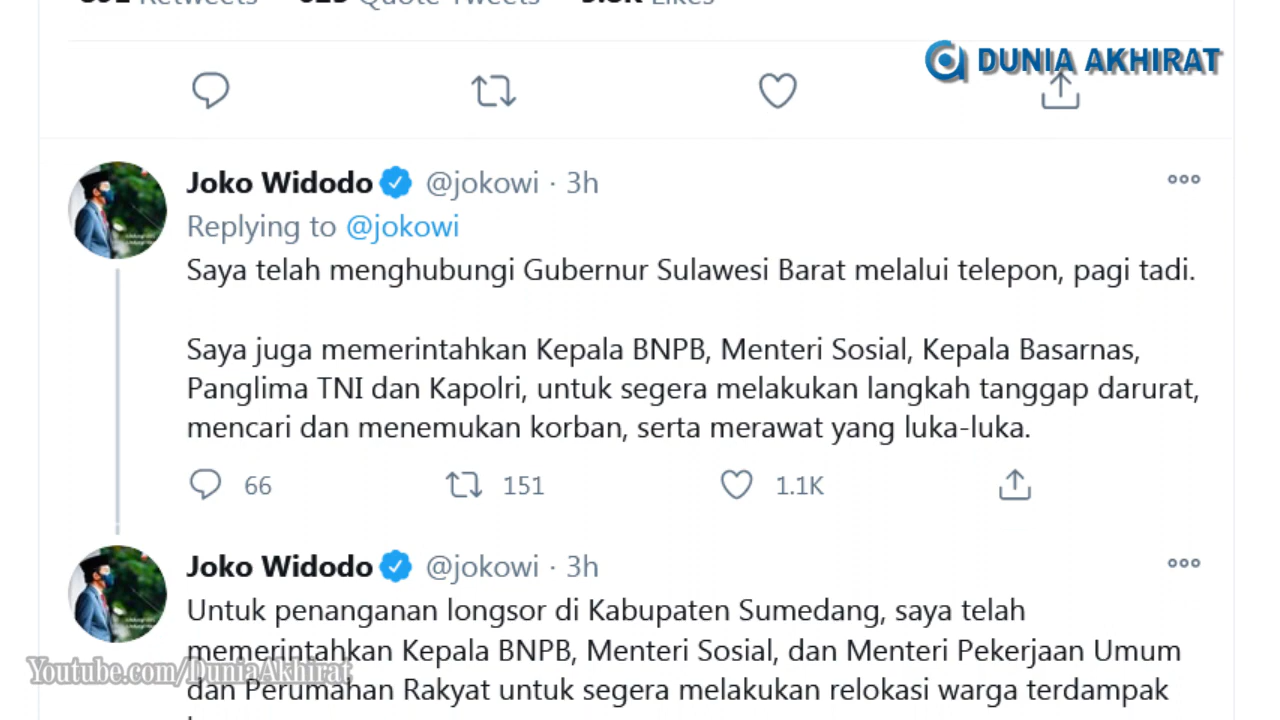 Retweets Quote Tweets Likes
DUNIA AKHIRAT
Joko Widodo @jokowi · 3h
Replying to @jokowi
Saya telah menghubungi Gubernur Sulawesi Barat melalui telepon, pagi tadi.
Saya juga memerintahkan Kepala BNPB, Menteri Sosial, Kepala Basarnas,
Panglima TNI dan Kapolri, untuk segera melakukan langkah tanggap darurat,
mencari dan menemukan korban, serta merawat yang luka-luka.
66 151 1.1K
Joko Widodo @jokowi · 3h
Untuk penanganan longsor di Kabupaten Sumedang, saya telah
memerintahkan Kepala BNPB, Menteri Sosial, dan Menteri Pekerjaan Umum
Youtube.com/DuniaAkhirat
dan Perumahan Rakyat untuk segera melakukan relokasi warga terdampak